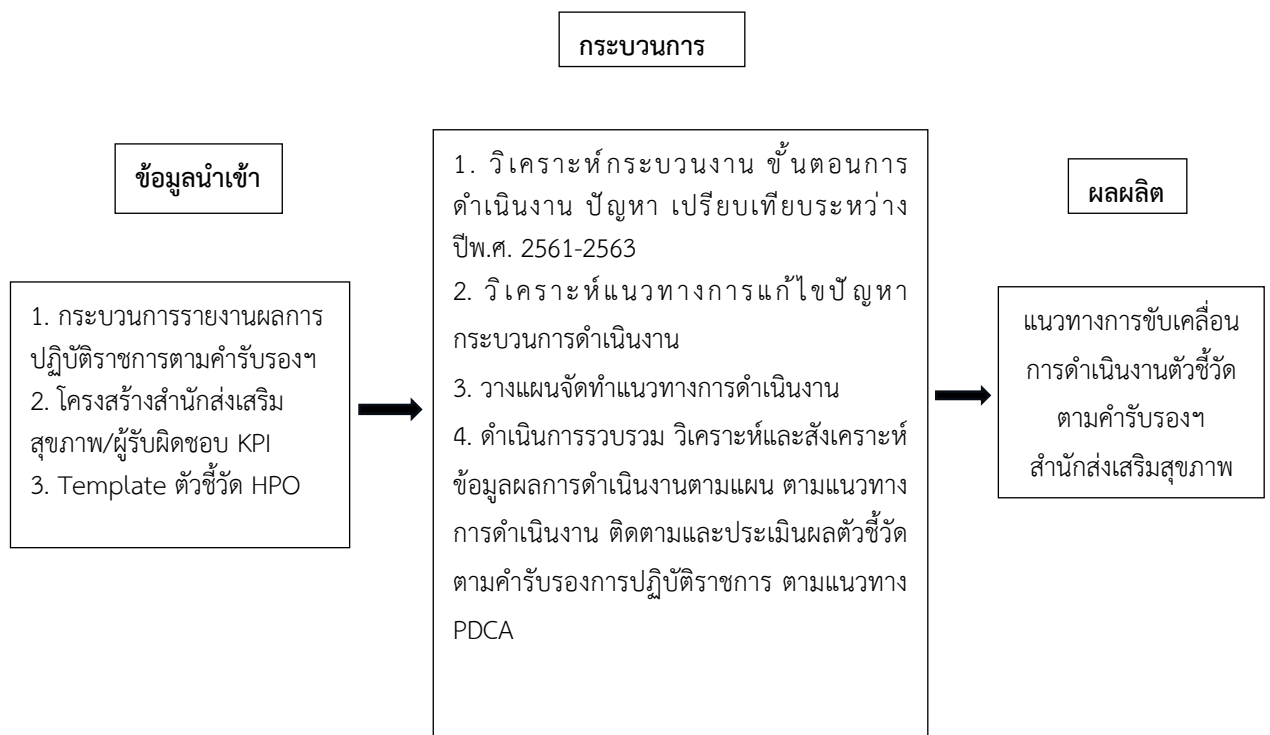 กระบวนการ
ข้อมูลนำเข้า
1. กระบวนการรายงานผลการ
ปฏิบัติราชการตามคำรับรองฯ
2. โครงสร้างสำนักส่งเสริม
สุขภาพ/ผู้รับผิดชอบ KPI
3. Template ตัวชี้วัด HPO
1. วิเคราะห์กระบวนงาน ขั้นตอนการ
ดำเนินงาน ปัญหา เปรียบเทียบระหว่าง
ปีพ.ศ. 2561-2563
2. วิเคราะห์แนวทางการแก้ไขปัญหา
กระบวนการดำเนินงาน
3. วางแผนจัดทำแนวทางการดำเนินงาน
4. ดำเนินการรวบรวม วิเคราะห์และสังเคราะห์
ข้อมูลผลการดำเนินงานตามแผน ตามแนวทาง
การดำเนินงาน ติดตามและประเมินผลตัวชี้วัด
ตามคำรับรองการปฏิบัติราชการ ตามแนวทาง
PDCA
ผลผลิต
แนวทางการขับเคลื่อน
การดำเนินงานตัวชี้วัด
ตามคำรับรองฯ
สำนักส่งเสริมสุขภาพ